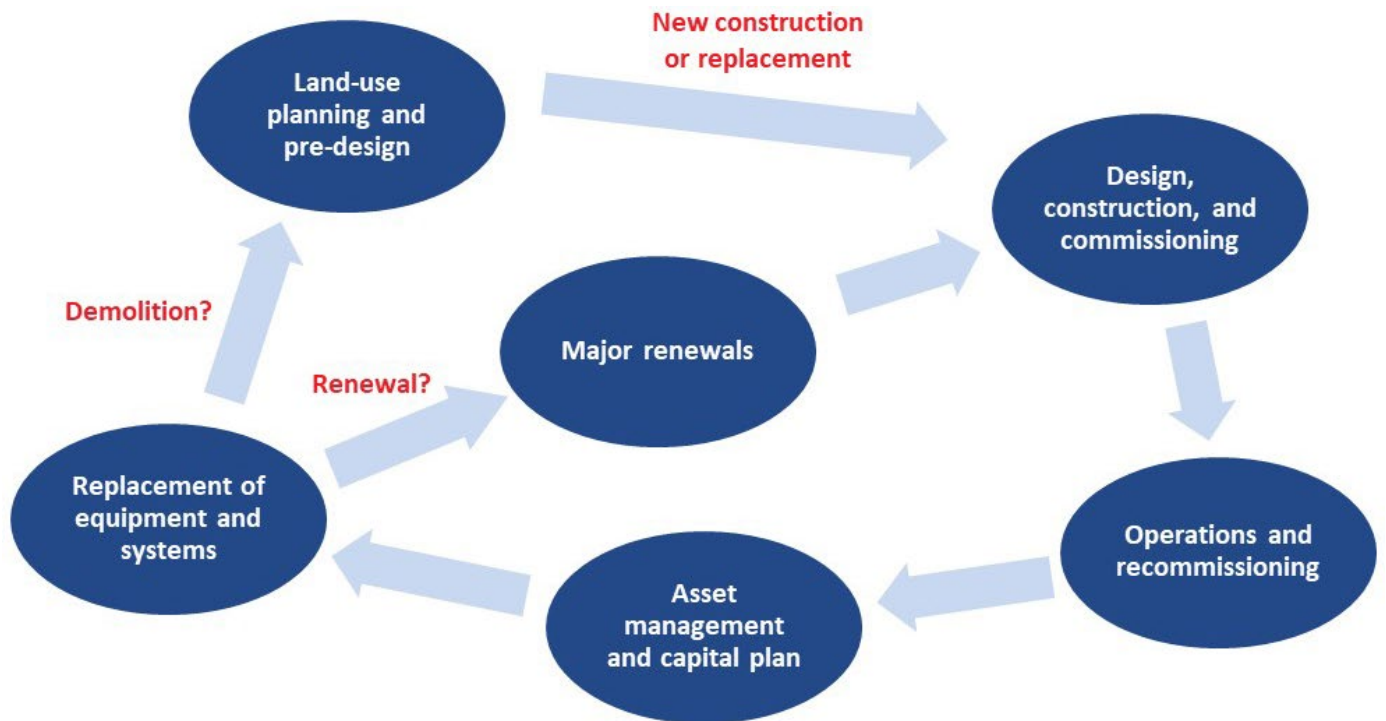 New construction
or replacement
Land-use
planning and
pre-design
Design,
construction, and
commissioning
Demolition?
Major renewals
Renewal?
Replacement of
equipment and
systems
Operations and
recommissioning
Asset
management
and capital plan